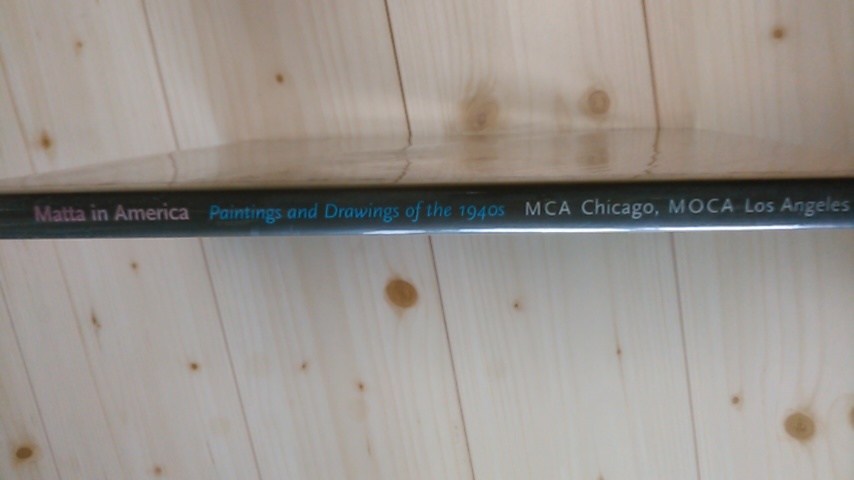 Matta in America Paintings and Drawings of the 1940s MCA Chicago, MOCA Los Angeles